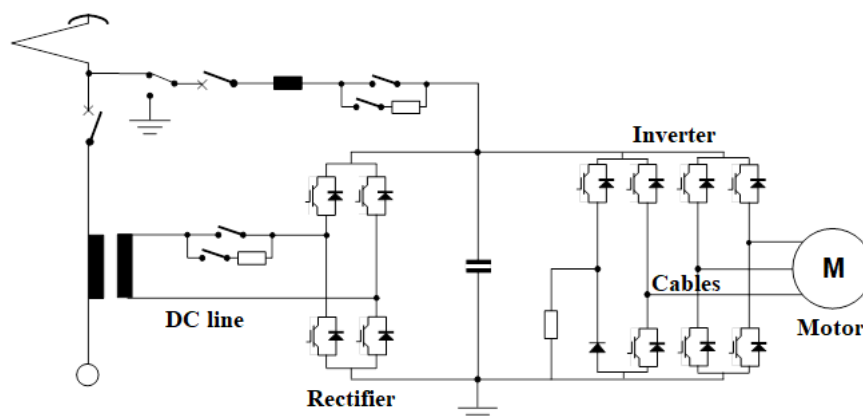 Inverter
Cables
M
DC line
Motor
Rectifier